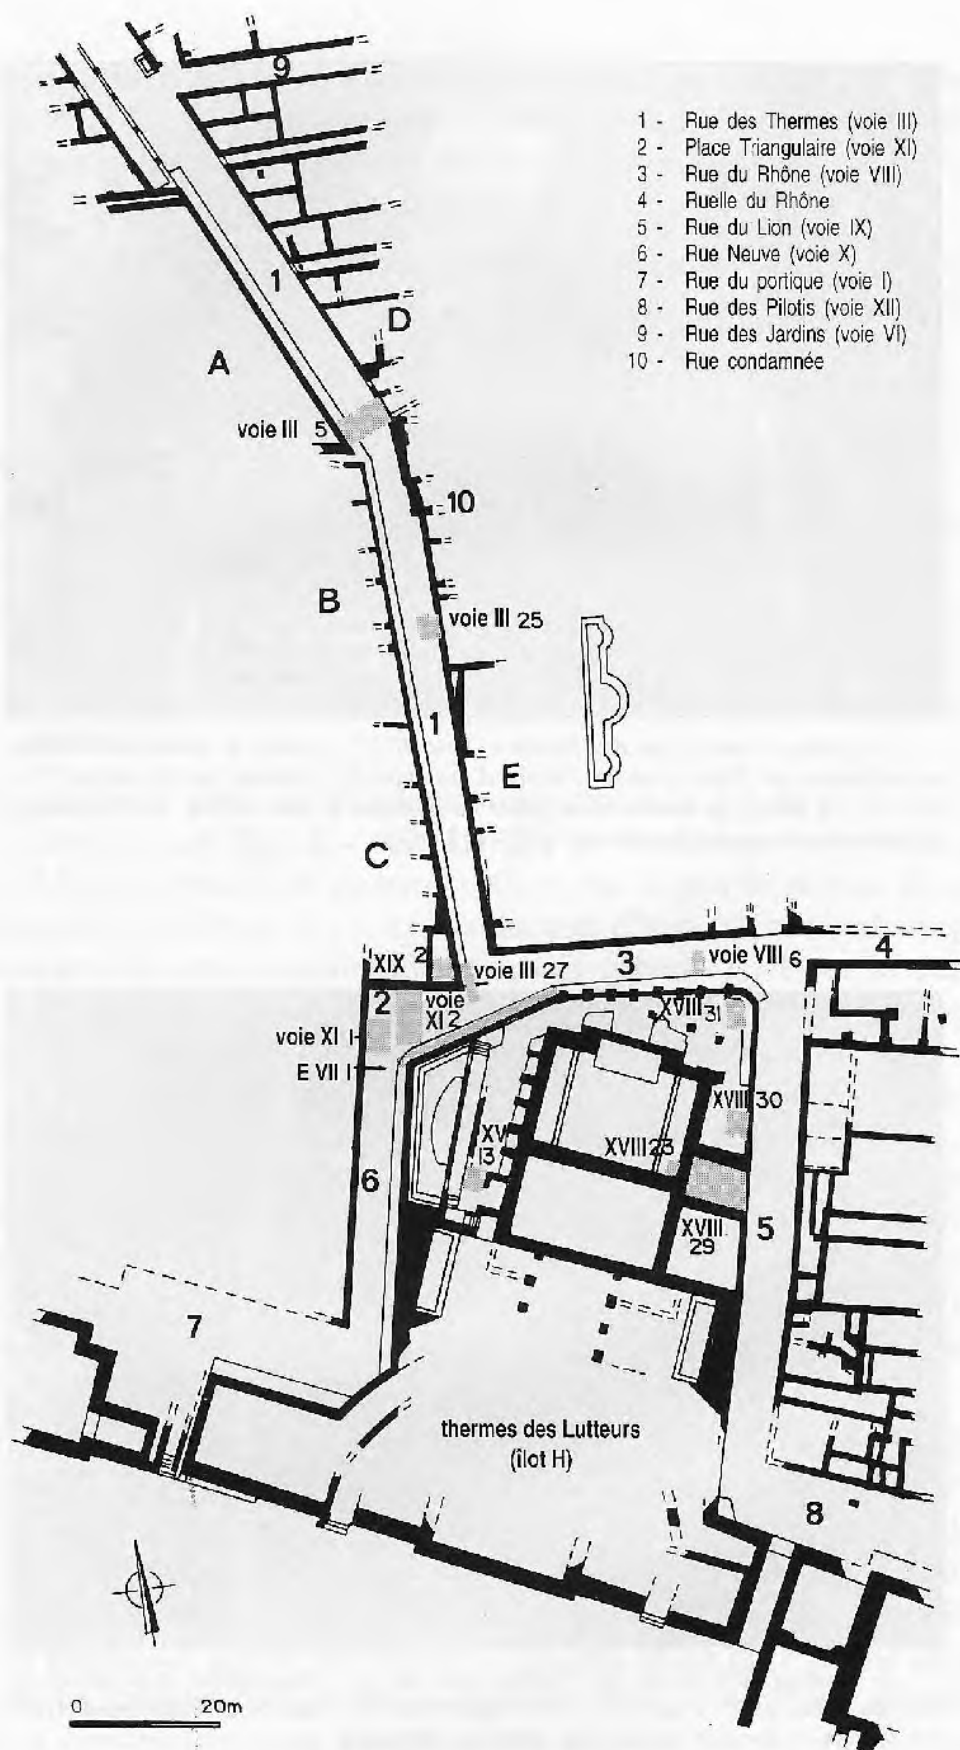 9
1 - Rue des Thermes (voie III)
2 - Place Triangulaire (voie XI)
3 - Rue du Rhône (voie VIII)
4 - Ruelle du Rhône
5 - Rue du Lion (voie IX)
6 - Rue Neuve (voie X)
7 - Rue du portique (voie I)
8 - Rue des Pilotis (voie XII)
9 - Rue des Jardins (voie VI)
10 - Rue condamnée
1
D
A
voie III 5
10
B
voie III 25
1
E
C
XIX 2
voie III 27
3
voie VIII 6
4
2
voie
XI 2
XVIII 31
voie XI 1
E VII 1
XVIII 30
XV
13
XVIII 23
6
5
XVIII
29
7
thermes des Lutteurs
(îlot H)
8
0 20m